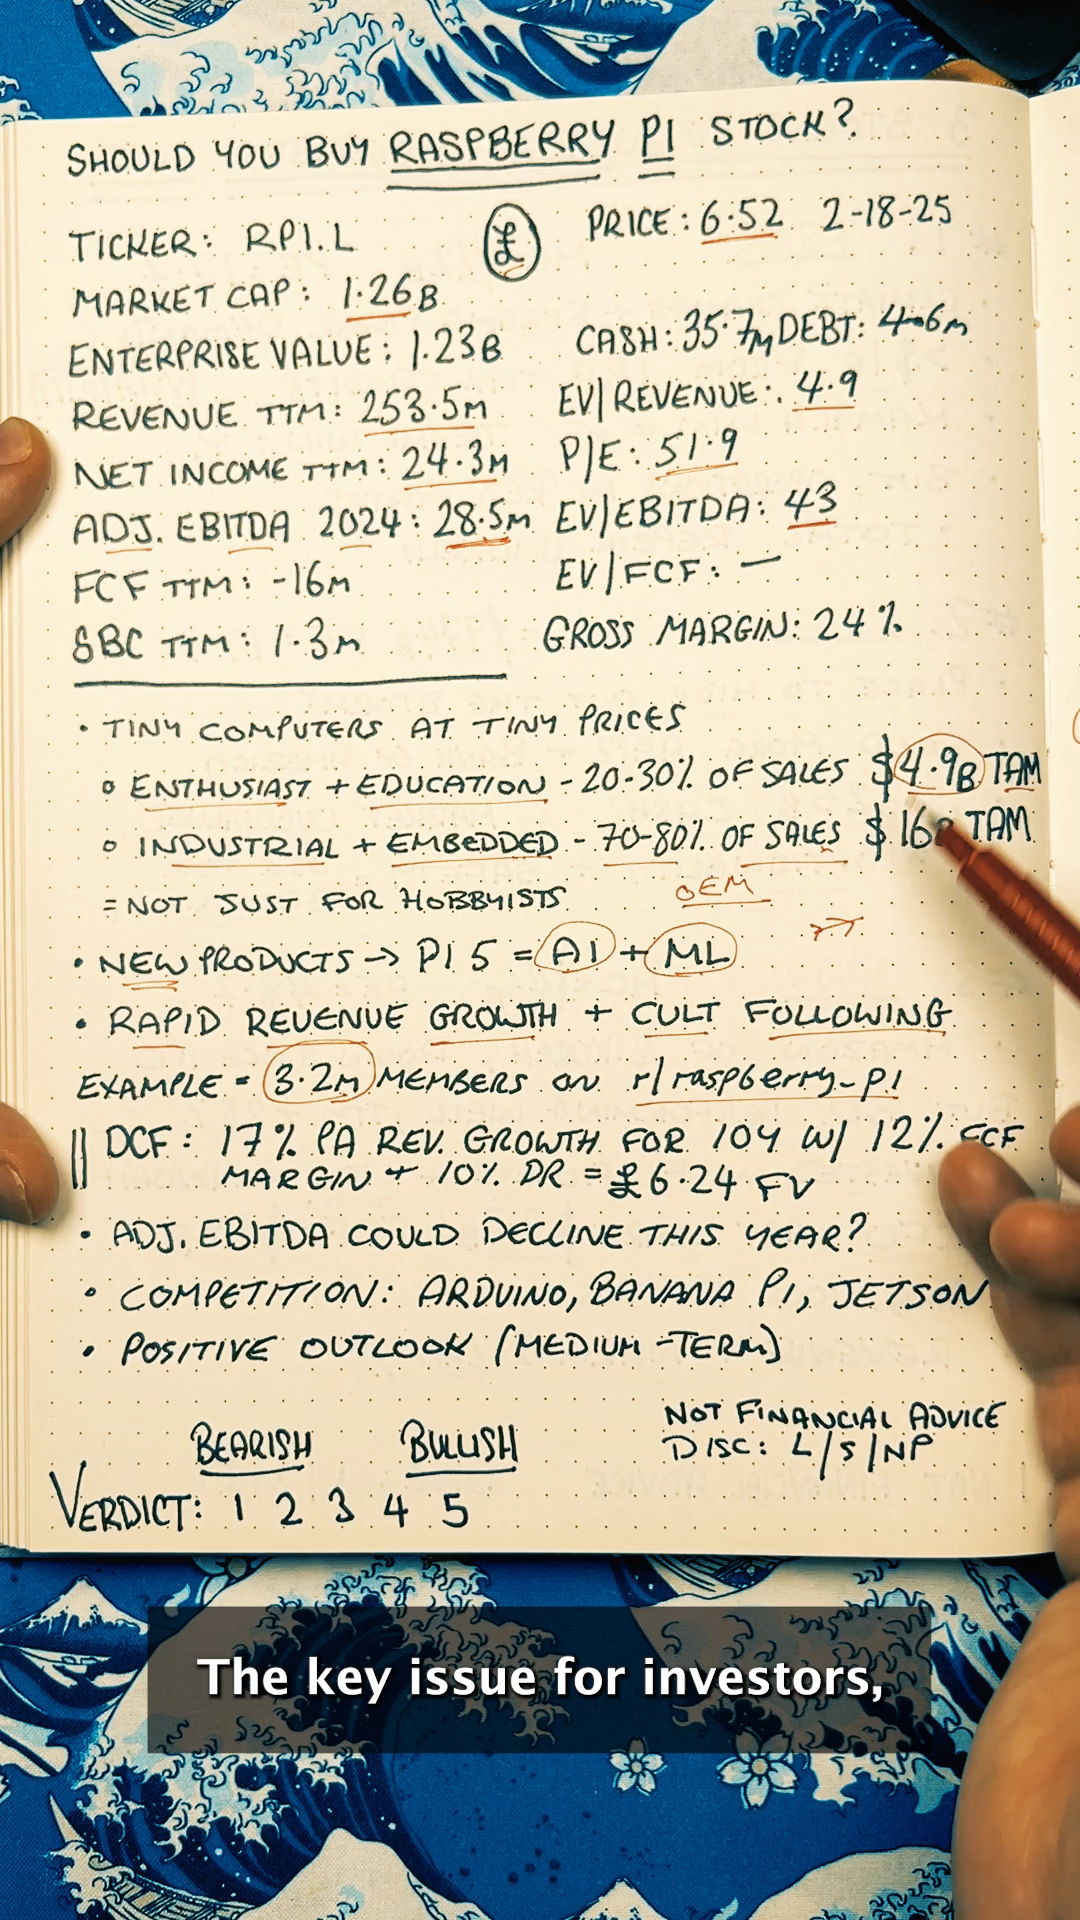 SHOULD YOU BUY RASPBERRY PI STOCK?
TICKER: RPI.L £ PRICE: 6.52 2-18-25
MARKET CAP: 1.26B
ENTERPRISE VALUE: 1.23B CASH: 35.7M DEBT: 4.6M
REVENUE TTM: 253.5M EV/REVENUE: 4.9
NET INCOME TTM: 24.3M P/E: 51.9
ADJ. EBITDA 2024: 28.5M EV/EBITDA: 43
FCF TTM: -16M EV/FCF: —
SBC TTM: 1.3M GROSS MARGIN: 24%
• TINY COMPUTERS AT TINY PRICES
o ENTHUSIAST + EDUCATION - 20-30% OF SALES $4.9B TAM
o INDUSTRIAL + EMBEDDED - 70-80% OF SALES $16B TAM
OEM
= NOT JUST FOR HOBBYISTS
• NEW PRODUCTS → PI 5 = AI + ML
• RAPID REVENUE GROWTH + CULT FOLLOWING
EXAMPLE = 3.2M MEMBERS ON r/raspberry_pi
DCF: 17% PA REV. GROWTH FOR 10Y W/ 12% FCF
MARGIN + 10% DR = £6.24 FV
• ADJ. EBITDA COULD DECLINE THIS YEAR?
• COMPETITION: ARDUINO, BANANA PI, JETSON
• POSITIVE OUTLOOK (MEDIUM-TERM)
NOT FINANCIAL ADVICE
DISC: L/S/NP
BEARISH BULLISH
VERDICT: 1 2 3 4 5
The key issue for investors,